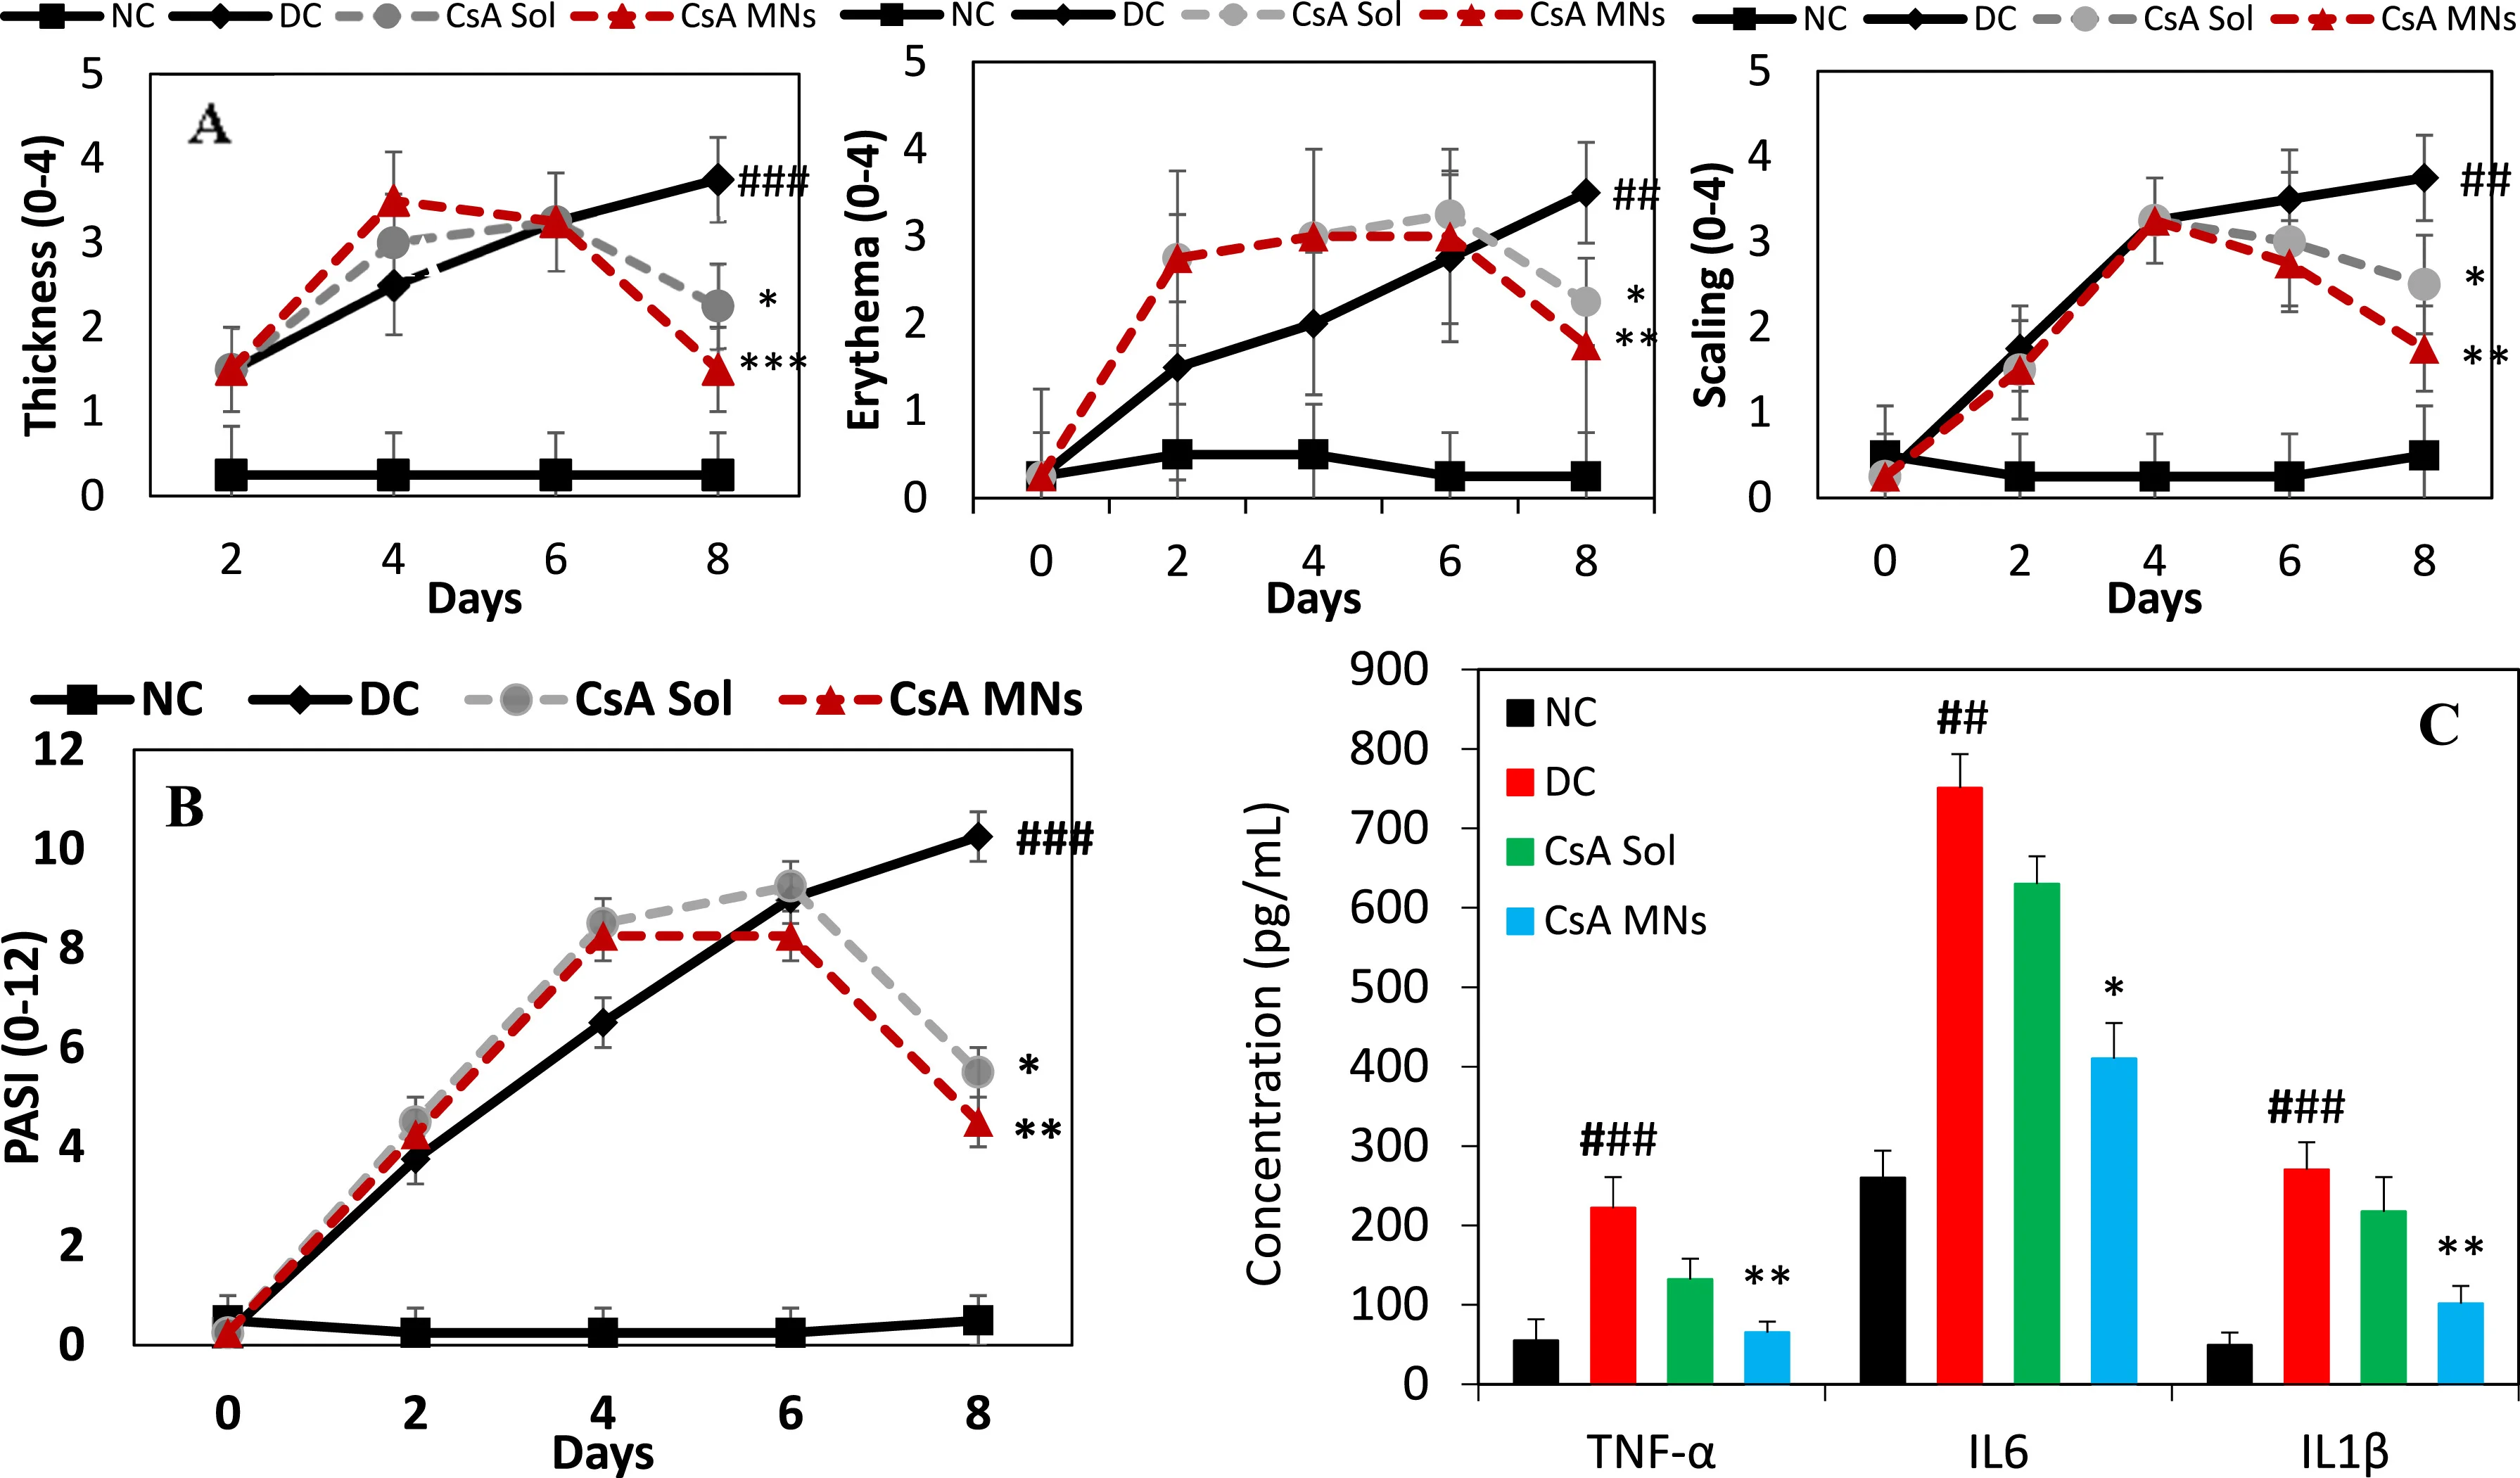 NC DC CsA Sol CsA MNs
NC DC CsA Sol CsA MNs
NC DC CsA Sol CsA MNs
A
Thickness (0-4)
5
4
3
2
1
0
###
*
***
2 4 6 8
Days
Erythema (0-4)
5
4
3
2
1
0
##
*
**
0 2 4 6 8
Days
Scaling (0-4)
5
4
3
2
1
0
##
*
**
0 2 4 6 8
Days
NC DC CsA Sol CsA MNs
B
PASI (0-12)
12
10
8
6
4
2
0
###
*
**
0 2 4 6 8
Days
C
Concentration (pg/mL)
900
800
700
600
500
400
300
200
100
0
NC
DC
CsA Sol
CsA MNs
###
**
##
*
###
**
TNF-α IL6 IL1β